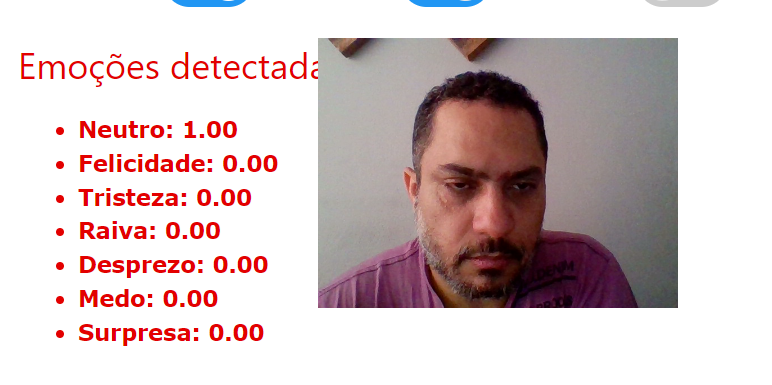 Emoções detectada
Neutro: 1.00
Felicidade: 0.00
Tristeza: 0.00
Raiva: 0.00
Desprezo: 0.00
Medo: 0.00
Surpresa: 0.00